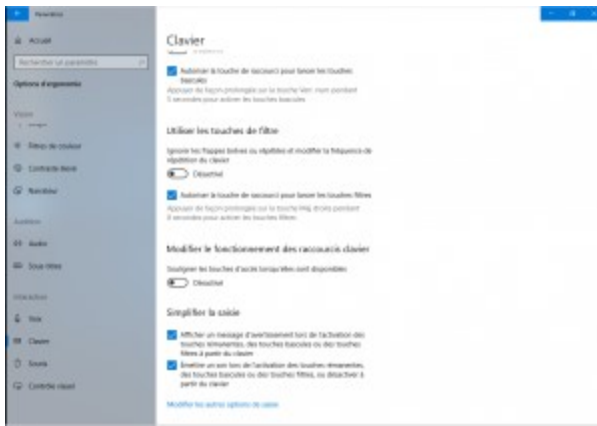 Paramètres
Accueil
Rechercher un paramètre
Options d'ergonomie
Vision
Filtres de couleur
Contraste élevé
Narrateur
Audition
Audio
Sous-titres
Interaction
Voix
Clavier
Souris
Contrôle visuel
Clavier
Autoriser la touche de raccourci pour lancer les touches
bascules
Appuyer de façon prolongée sur la touche Verr. num pendant
5 secondes pour activer les touches bascules
Utiliser les touches de filtre
Ignorer les frappes brèves ou répétées et modifier la fréquence de
répétition du clavier
Désactivé
Autoriser la touche de raccourci pour lancer les touches filtres
Appuyer de façon prolongée sur la touche Maj droite pendant
8 secondes pour activer les touches filtres
Modifier le fonctionnement des raccourcis clavier
Souligner les touches d'accès lorsqu'elles sont disponibles
Désactivé
Simplifier la saisie
Afficher un message d'avertissement lors de l'activation des
touches rémanentes, des touches bascules ou des touches
filtres à partir du clavier
Émettre un son lors de l'activation des touches rémanentes,
des touches bascules ou des touches filtres, ou désactiver à
partir du clavier
Modifier les autres options de saisie